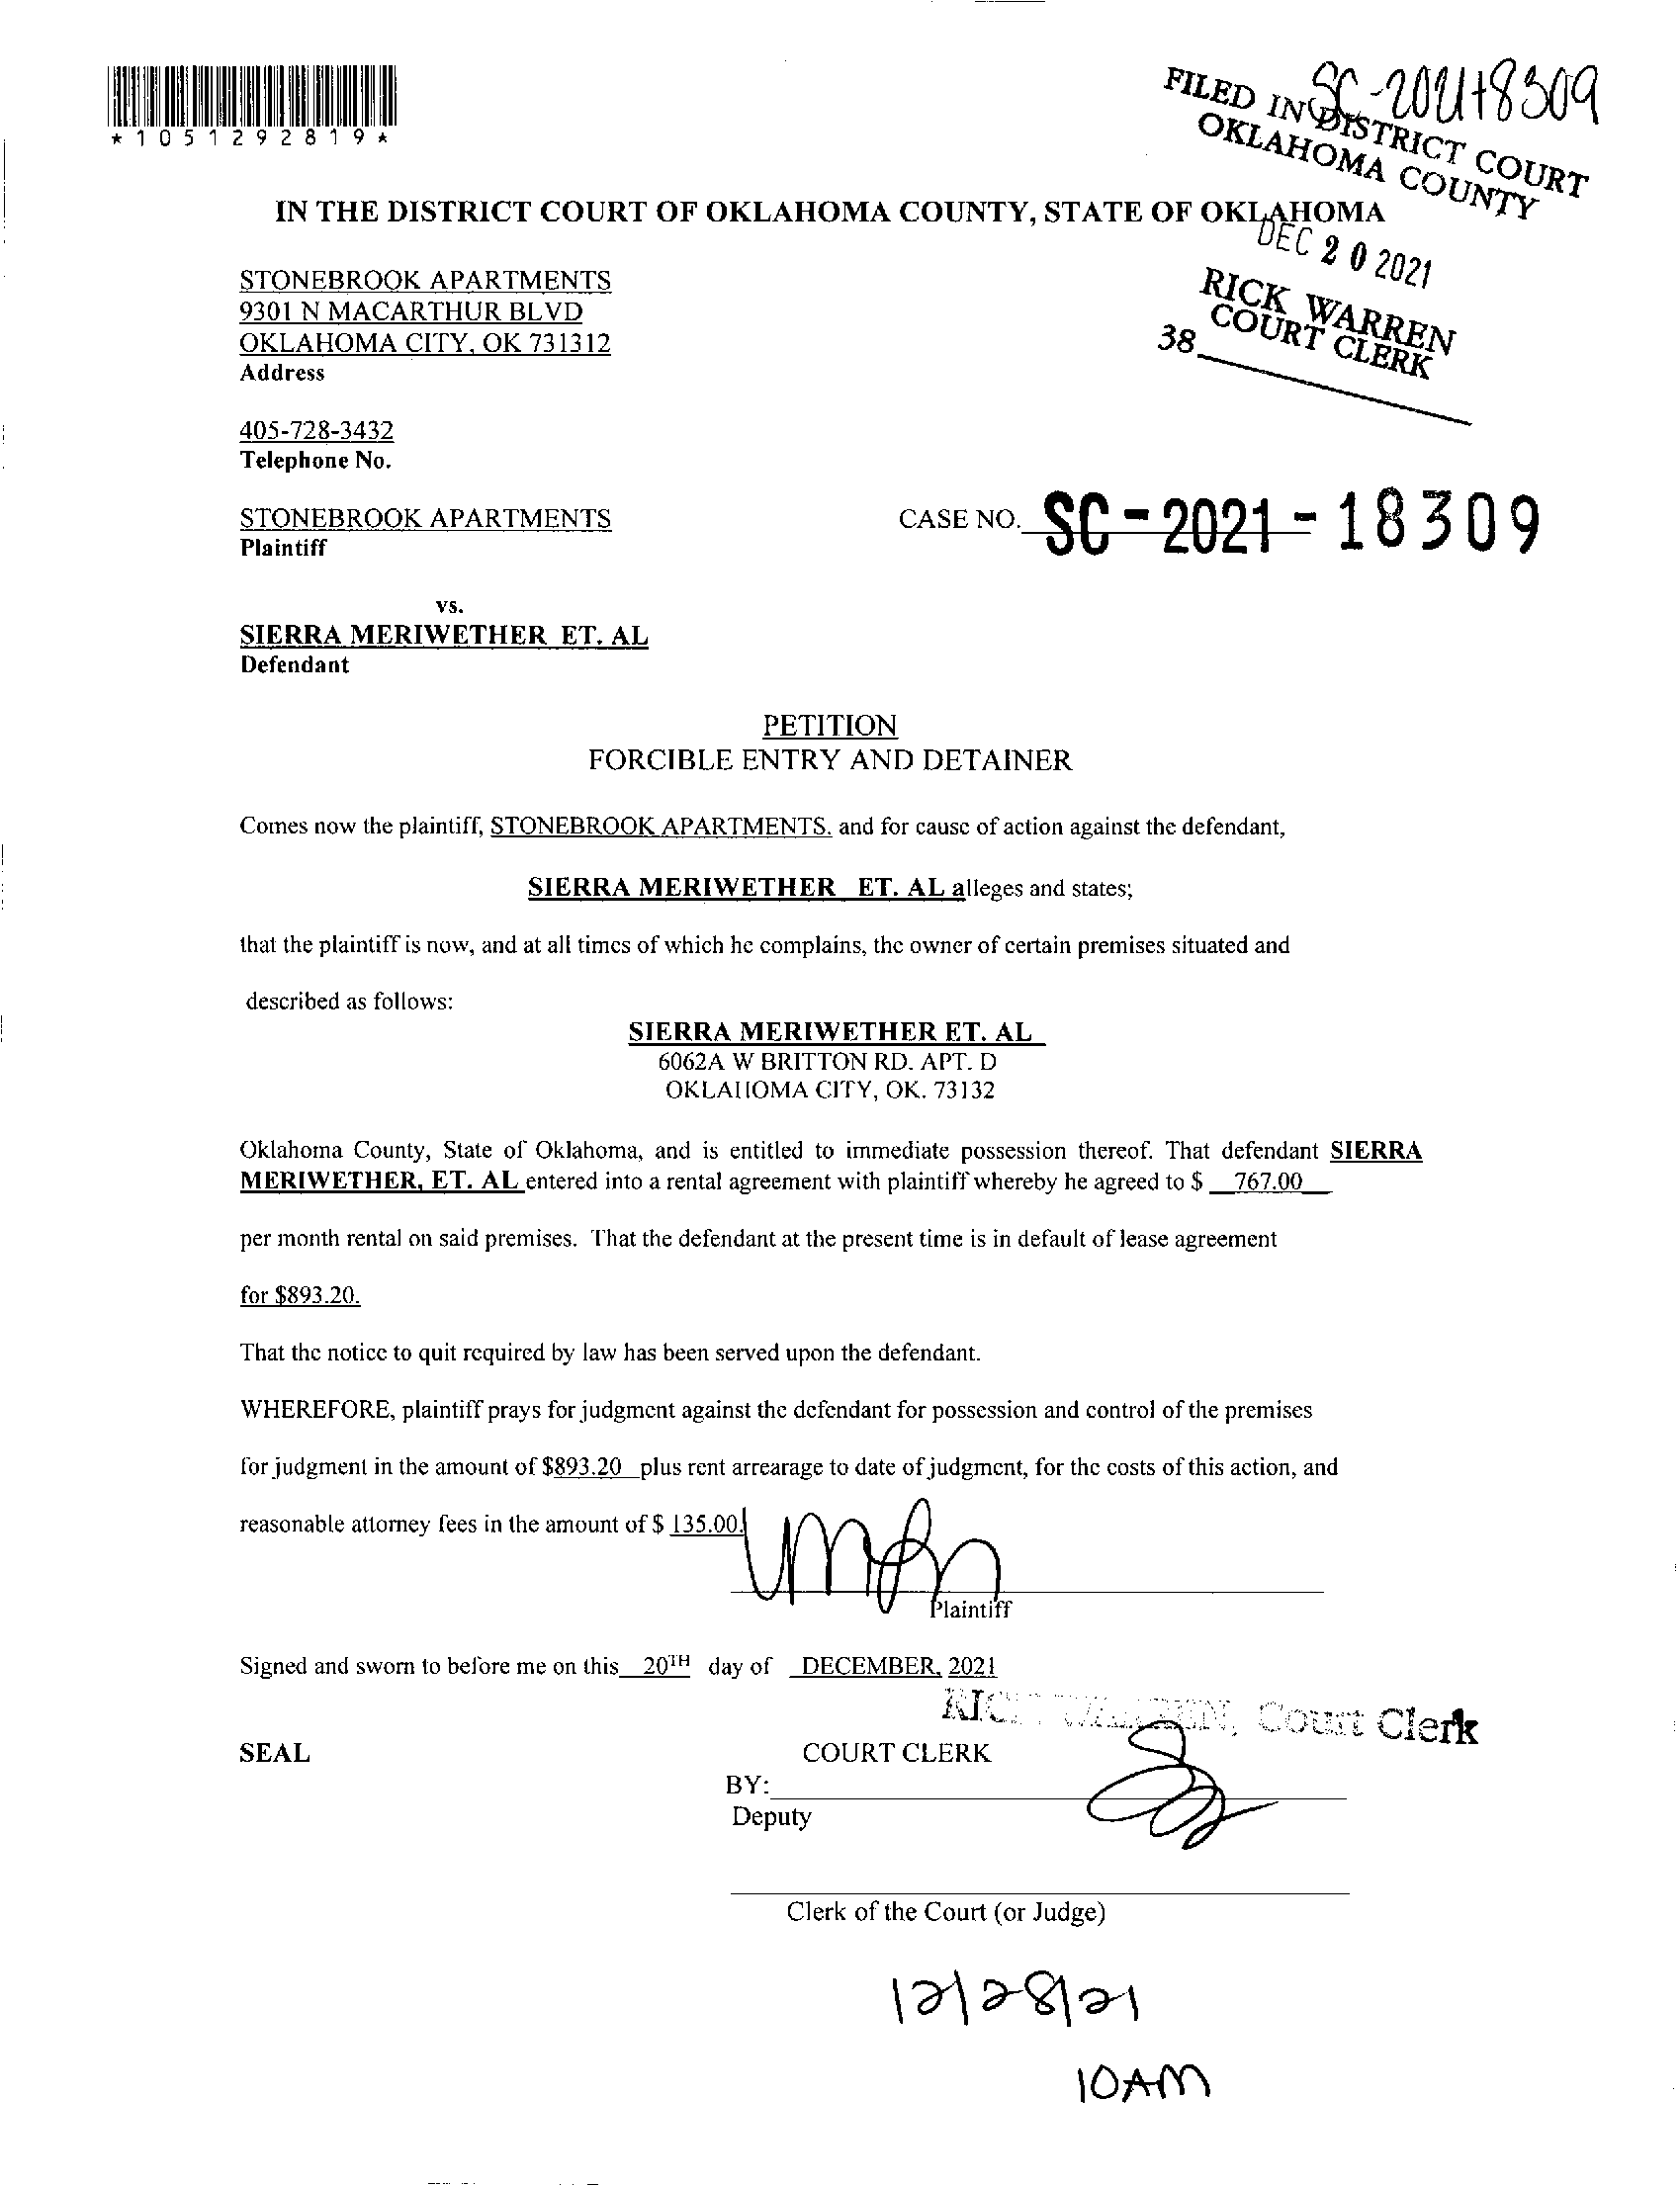 SC-2021-18309
*1051292819*
FILED IN DISTRICT COURT
OKLAHOMA COUNTY
IN THE DISTRICT COURT OF OKLAHOMA COUNTY, STATE OF OKLAHOMA
DEC 20 2021
STONEBROOK APARTMENTS
9301 N MACARTHUR BLVD
OKLAHOMA CITY, OK 731312
Address
RICK WARREN
COURT CLERK
38
405-728-3432
Telephone No.
STONEBROOK APARTMENTS
Plaintiff
CASE NO. SC-2021-18309
vs.
SIERRA MERIWETHER ET. AL
Defendant
PETITION
FORCIBLE ENTRY AND DETAINER
Comes now the plaintiff, STONEBROOK APARTMENTS. and for cause of action against the defendant,
SIERRA MERIWETHER ET. AL alleges and states;
that the plaintiff is now, and at all times of which he complains, the owner of certain premises situated and
described as follows:
SIERRA MERIWETHER ET. AL
6062A W BRITTON RD. APT. D
OKLAHOMA CITY, OK. 73132
Oklahoma County, State of Oklahoma, and is entitled to immediate possession thereof. That defendant SIERRA
MERIWETHER, ET. AL entered into a rental agreement with plaintiff whereby he agreed to $ 767.00
per month rental on said premises. That the defendant at the present time is in default of lease agreement
for $893.20.
That the notice to quit required by law has been served upon the defendant.
WHEREFORE, plaintiff prays for judgment against the defendant for possession and control of the premises
for judgment in the amount of $893.20 plus rent arrearage to date of judgment, for the costs of this action, and
reasonable attorney fees in the amount of $ 135.00.
Plaintiff
Signed and sworn to before me on this 20TH day of DECEMBER, 2021
RICK WARREN, Court Clerk
SEAL
COURT CLERK
BY:
Deputy
Clerk of the Court (or Judge)
12/28/21
10AM